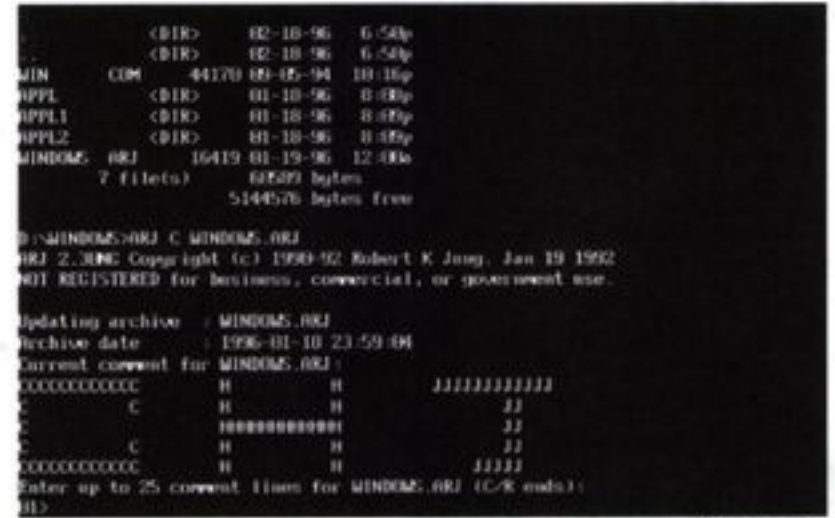 . <DIR> 02-18-96 6:50p
.. <DIR> 02-18-96 6:50p
WIN COM 44170 09-05-94 10:16p
APPL <DIR> 01-18-96 8:08p
APPL1 <DIR> 01-18-96 8:09p
APPL2 <DIR> 01-18-96 8:09p
WINDOWS ARJ 16419 01-19-96 12:00a
7 file(s) 60589 bytes
5144576 bytes free
D:\WINDOWS>ARJ C WINDOWS.ARJ
ARJ Copyright (c) 1990-92 Robert K Jung, Jan 19 1992
NOT REGISTERED for business, commercial, or government use.
Updating archive : WINDOWS.ARJ
Archive date : 1996-01-18 23:59:04
Current comment for WINDOWS.ARJ:
CCCCCCCCCCCCC H H JJJJJJJJJJJJJ
C C H H JJ
C HHHHHHHHHHHHH JJ
C C H H JJ
CCCCCCCCCCCCC H H JJJJJ
Enter up to 25 comment lines for WINDOWS.ARJ (C/R ends):
01>